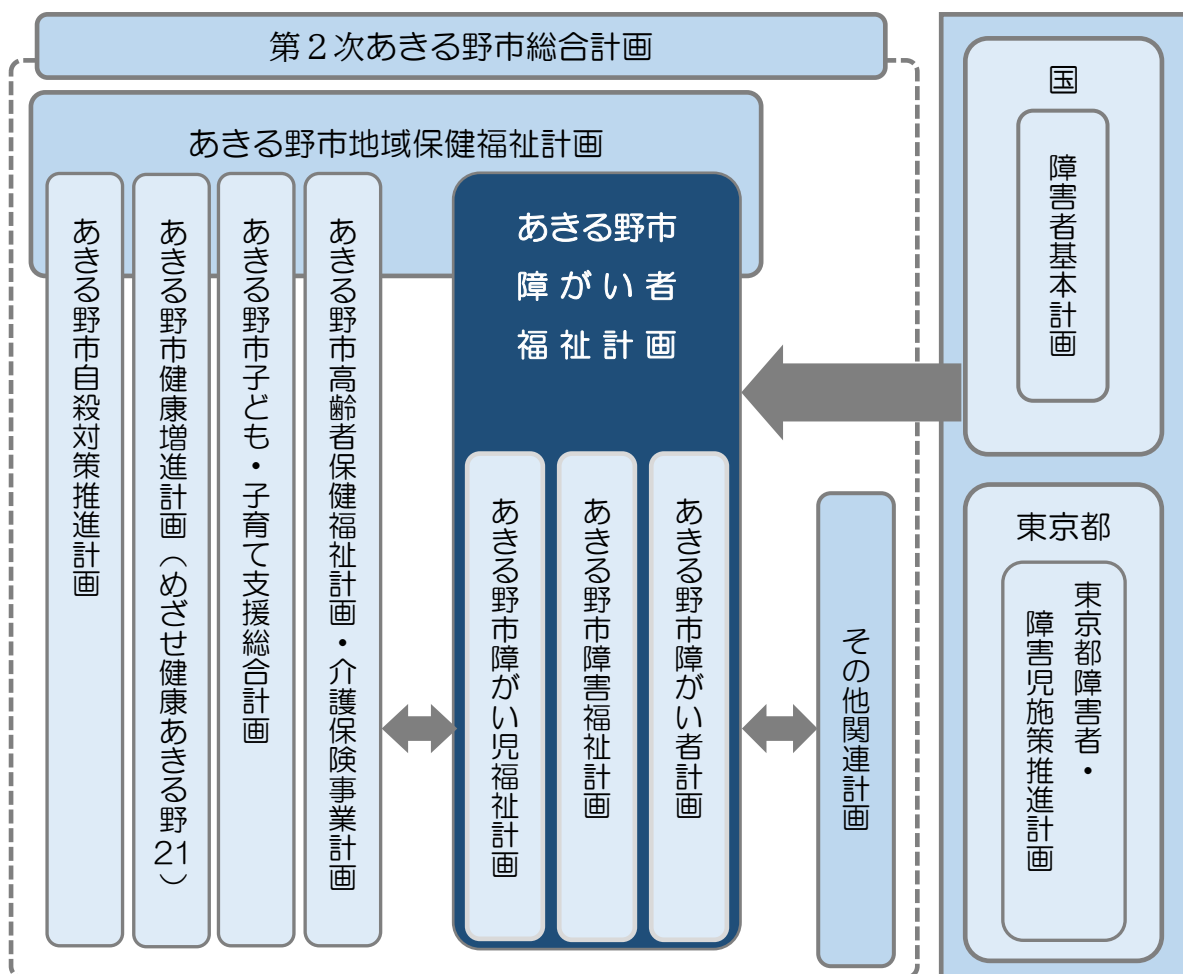 第２次あきる野市総合計画
あきる野市地域保健福祉計画
あきる野市自殺対策推進計画
あきる野市健康増進計画（めざせ健康あきる野21）
あきる野市子ども・子育て支援総合計画
あきる野市高齢者保健福祉計画・介護保険事業計画
あきる野市
障がい者
福祉計画
あきる野市障がい児福祉計画
あきる野市障害福祉計画
あきる野市障がい者計画
その他関連計画
国
障害者基本計画
東京都
東京都障害者・
障害児施策推進計画